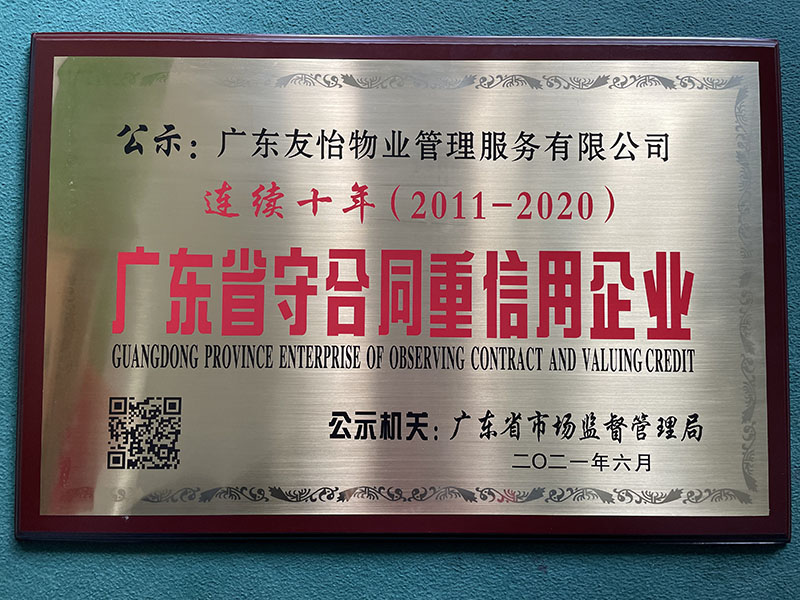 公示：广东友怡物业管理服务有限公司
连续十年（2011-2020）
广东省守合同重信用企业
GUANGDONG PROVINCE ENTERPRISE OF OBSERVING CONTRACT AND VALUING CREDIT
公示机关：广东省市场监督管理局
二〇二一年六月